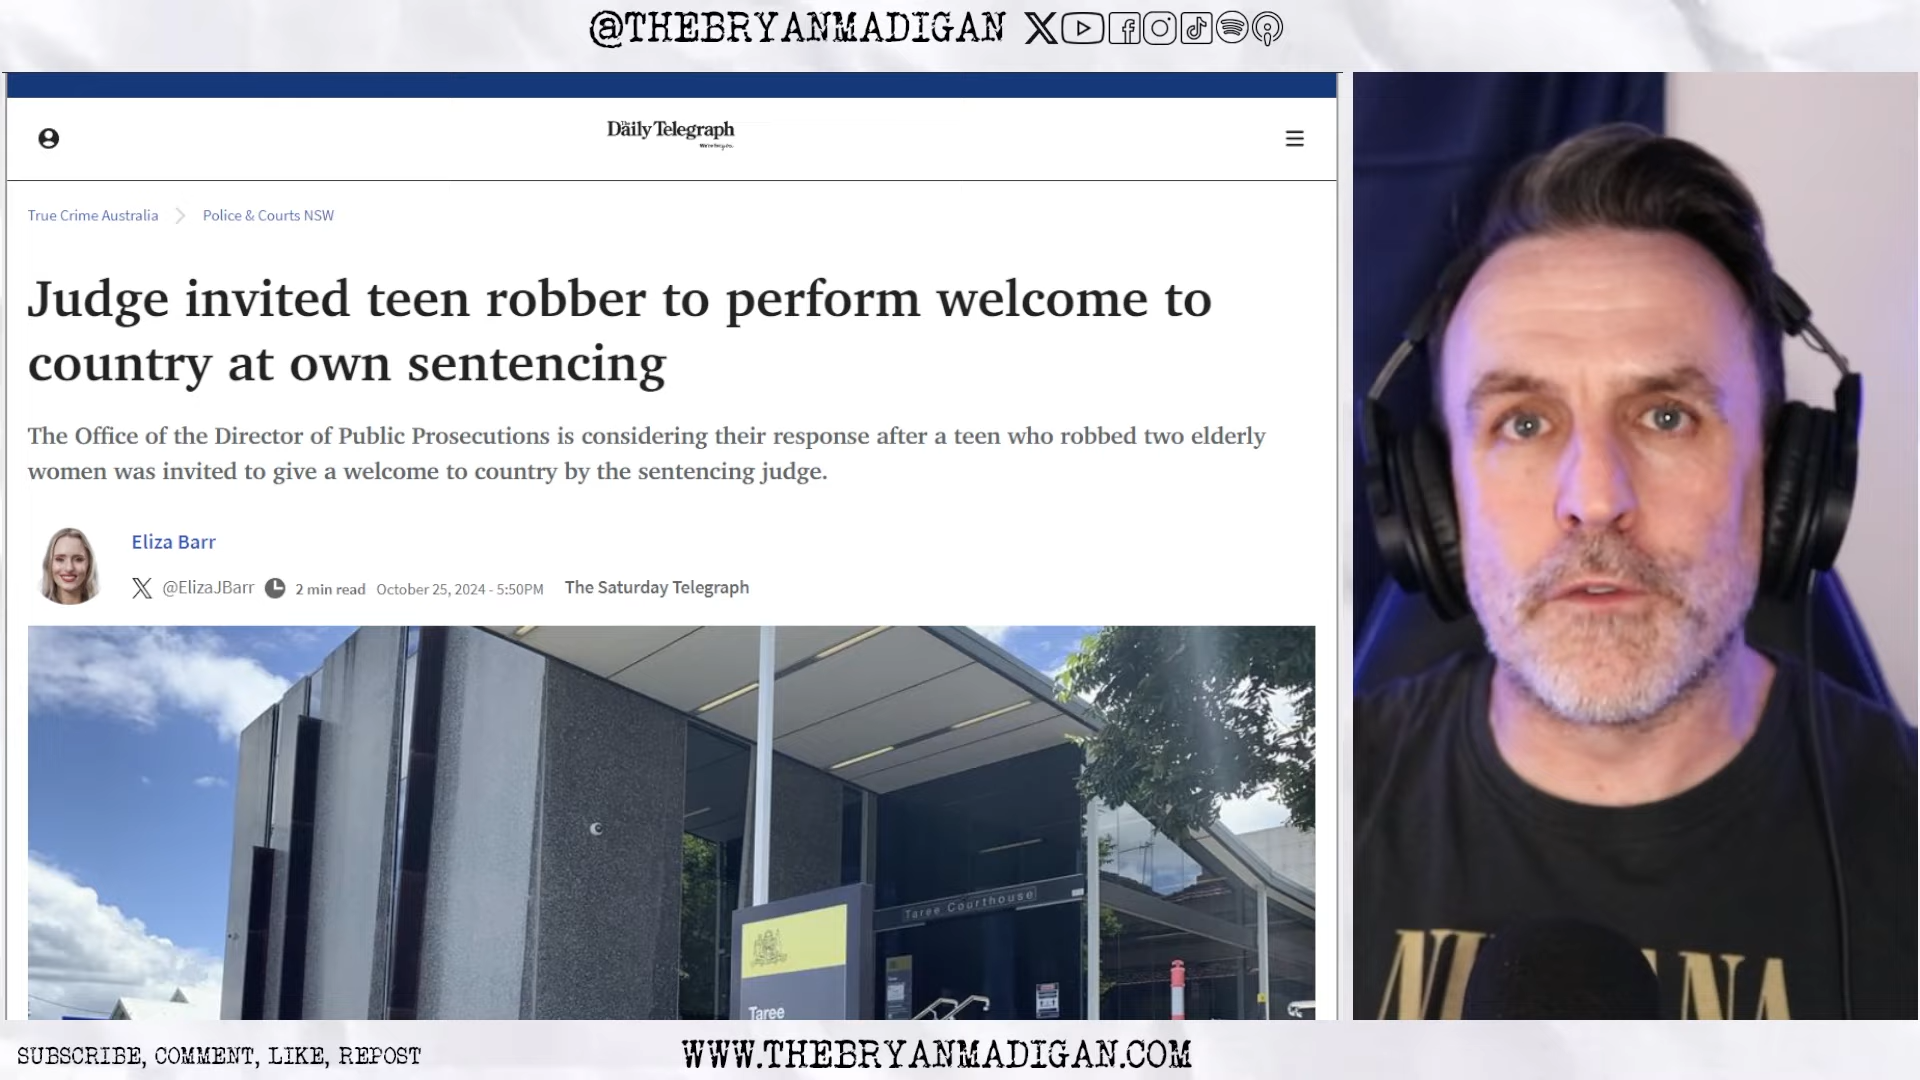 @THEBRYANMADIGAN
The Daily Telegraph
True Crime Australia
Police & Courts NSW
Judge invited teen robber to perform welcome to
country at own sentencing
The Office of the Director of Public Prosecutions is considering their response after a teen who robbed two elderly
women was invited to give a welcome to country by the sentencing judge.
Eliza Barr
@ElizaJBarr
2 min read
October 25, 2024 - 5:50PM
The Saturday Telegraph
Taree Courthouse
Taree
SUBSCRIBE, COMMENT, LIKE, REPOST
WWW.THEBRYANMADIGAN.COM